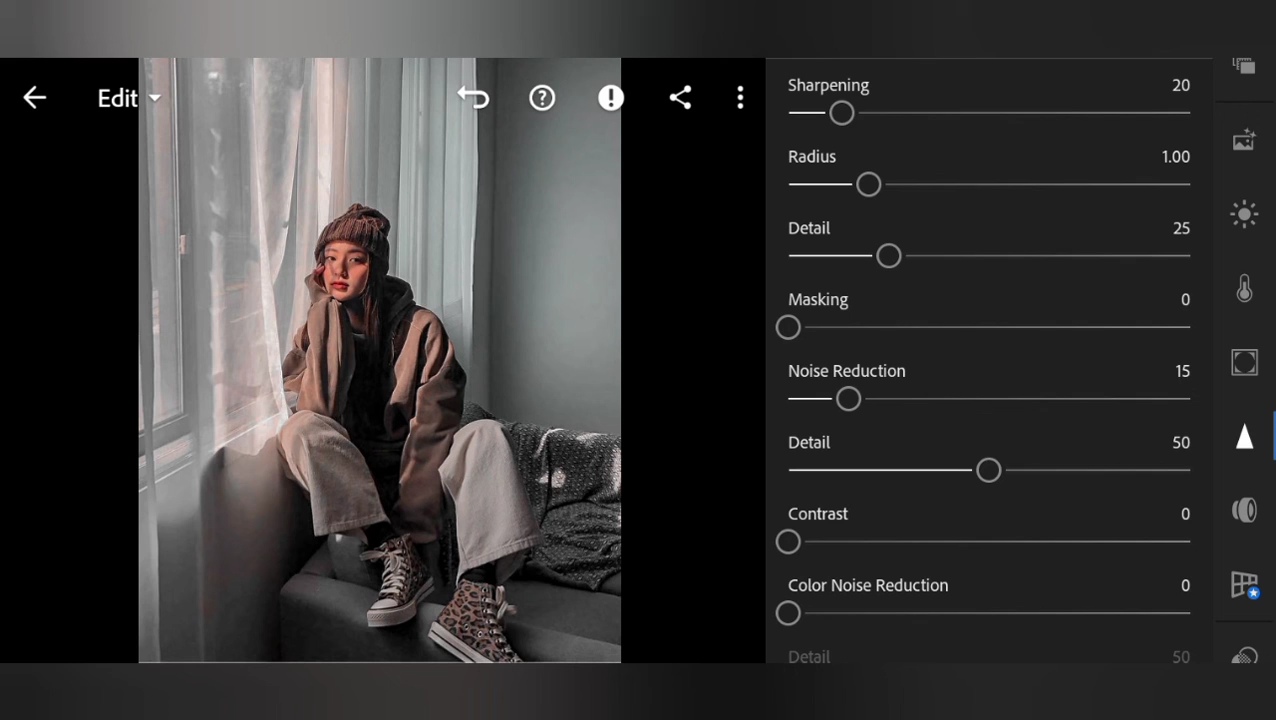 Edit
Sharpening 20
Radius 1.00
Detail 25
Masking 0
Noise Reduction 15
Detail 50
Contrast 0
Color Noise Reduction 0
Detail 50